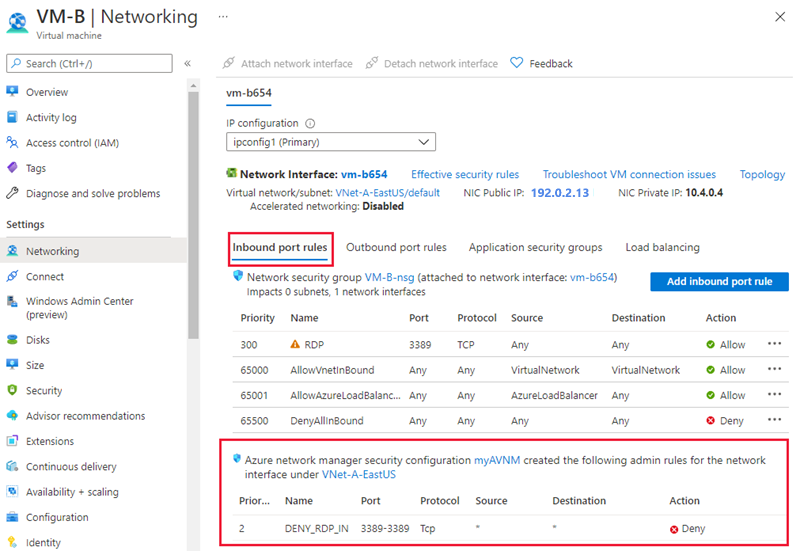 VM-B | Networking ...
Virtual machine
Search (Ctrl+/)
«
Overview
Activity log
Access control (IAM)
Tags
Diagnose and solve problems
Settings
Networking
Connect
Windows Admin Center
(preview)
Disks
Size
Security
Advisor recommendations
Extensions
Continuous delivery
Availability + scaling
Configuration
Identity
Attach network interface Detach network interface Feedback
vm-b654
IP configuration
ipconfig1 (Primary)
Network Interface: vm-b654 Effective security rules Troubleshoot VM connection issues Topology
Virtual network/subnet: VNet-A-EastUS/default NIC Public IP: 192.0.2.13 NIC Private IP: 10.4.0.4
Accelerated networking: Disabled
Inbound port rules Outbound port rules Application security groups Load balancing
Network security group VM-B-nsg (attached to network interface: vm-b654)
Impacts 0 subnets, 1 network interfaces
Add inbound port rule
Priority Name Port Protocol Source Destination Action
300 RDP 3389 TCP Any Any Allow ...
65000 AllowVnetInBound Any Any VirtualNetwork VirtualNetwork Allow ...
65001 AllowAzureLoadBalanc... Any Any AzureLoadBalancer Any Allow ...
65500 DenyAllInBound Any Any Any Any Deny ...
Azure network manager security configuration myAVNM created the following admin rules for the network
interface under VNet-A-EastUS
Prior... Name Port Protocol Source Destination Action
2 DENY_RDP_IN 3389-3389 Tcp * * Deny